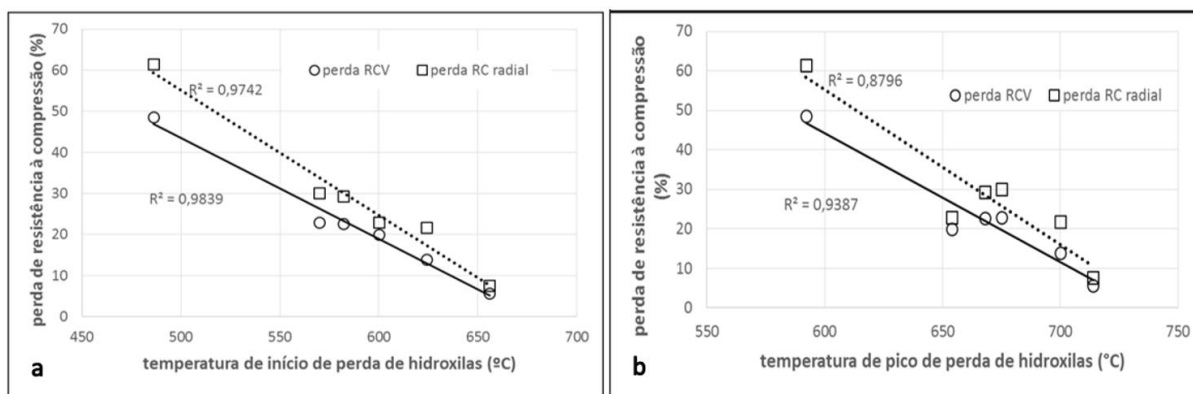 perda de resistência à compressão (%)
70
60
50
40
30
20
10
0
○ perda RCV □ perda RC radial
R² = 0,9742
R² = 0,9839
450 500 550 600 650 700
temperatura de início de perda de hidroxilas (ºC)
a
perda de resistência à compressão
(%)
70
60
50
40
30
20
10
0
R² = 0,8796
○ perda RCV □ perda RC radial
R² = 0,9387
550 600 650 700 750
temperatura de pico de perda de hidroxilas (°C)
b